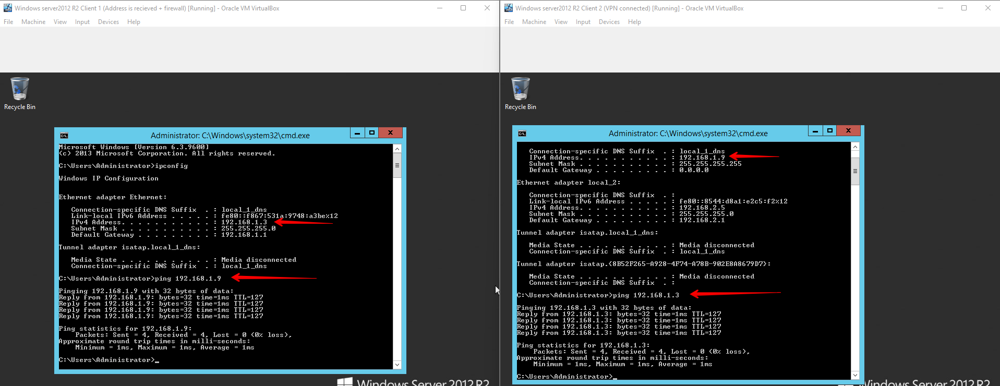 Windows server2012 R2 Client 1 (Address is recieved + firewall) [Running] - Oracle VM VirtualBox
File Machine View Input Devices Help
Recycle Bin
Administrator: C:\Windows\system32\cmd.exe
Microsoft Windows [Version 6.3.9600]
(c) 2013 Microsoft Corporation. All rights reserved.
C:\Users\Administrator>ipconfig
Windows IP Configuration
Ethernet adapter Ethernet:
Connection-specific DNS Suffix  . : local_1_dns
Link-local IPv6 Address . . . . . : fe80::f867:531a:9748:a3be%12
IPv4 Address. . . . . . . . . . . : 192.168.1.3
Subnet Mask . . . . . . . . . . . : 255.255.255.0
Default Gateway . . . . . . . . . : 192.168.1.1
Tunnel adapter isatap.local_1_dns:
Media State . . . . . . . . . . . : Media disconnected
Connection-specific DNS Suffix  . : local_1_dns
C:\Users\Administrator>ping 192.168.1.9
Pinging 192.168.1.9 with 32 bytes of data:
Reply from 192.168.1.9: bytes=32 time=1ms TTL=127
Reply from 192.168.1.9: bytes=32 time=1ms TTL=127
Reply from 192.168.1.9: bytes=32 time=1ms TTL=127
Reply from 192.168.1.9: bytes=32 time=1ms TTL=127
Ping statistics for 192.168.1.9:
Packets: Sent = 4, Received = 4, Lost = 0 (0% loss),
Approximate round trip times in milli-seconds:
Minimum = 1ms, Maximum = 1ms, Average = 1ms
C:\Users\Administrator>_
Windows Server 2012 R2
Windows server2012 R2 Client 2 (VPN connected) [Running] - Oracle VM VirtualBox
File Machine View Input Devices Help
Recycle Bin
Administrator: C:\Windows\system32\cmd.exe
Connection-specific DNS Suffix  . : local_1_dns
IPv4 Address. . . . . . . . . . . : 192.168.1.9
Subnet Mask . . . . . . . . . . . : 255.255.255.255
Default Gateway . . . . . . . . . : 0.0.0.0
Ethernet adapter local_2:
Connection-specific DNS Suffix  . :
Link-local IPv6 Address . . . . . : fe80::8544:d8a1:e2c5:f2%12
IPv4 Address. . . . . . . . . . . : 192.168.2.5
Subnet Mask . . . . . . . . . . . : 255.255.255.0
Default Gateway . . . . . . . . . : 192.168.2.1
Tunnel adapter isatap.local_1_dns:
Media State . . . . . . . . . . . : Media disconnected
Connection-specific DNS Suffix  . : local_1_dns
Tunnel adapter isatap.{8B52F265-A928-4F74-A78B-902E8A8679D7}:
Media State . . . . . . . . . . . : Media disconnected
Connection-specific DNS Suffix  . :
C:\Users\Administrator>ping 192.168.1.3
Pinging 192.168.1.3 with 32 bytes of data:
Reply from 192.168.1.3: bytes=32 time=1ms TTL=127
Reply from 192.168.1.3: bytes=32 time=1ms TTL=127
Reply from 192.168.1.3: bytes=32 time=1ms TTL=127
Reply from 192.168.1.3: bytes=32 time=1ms TTL=127
Ping statistics for 192.168.1.3:
Packets: Sent = 4, Received = 4, Lost = 0 (0% loss),
Approximate round trip times in milli-seconds:
Minimum = 1ms, Maximum = 1ms, Average = 1ms
C:\Users\Administrator>_
Windows Server 2012 R2